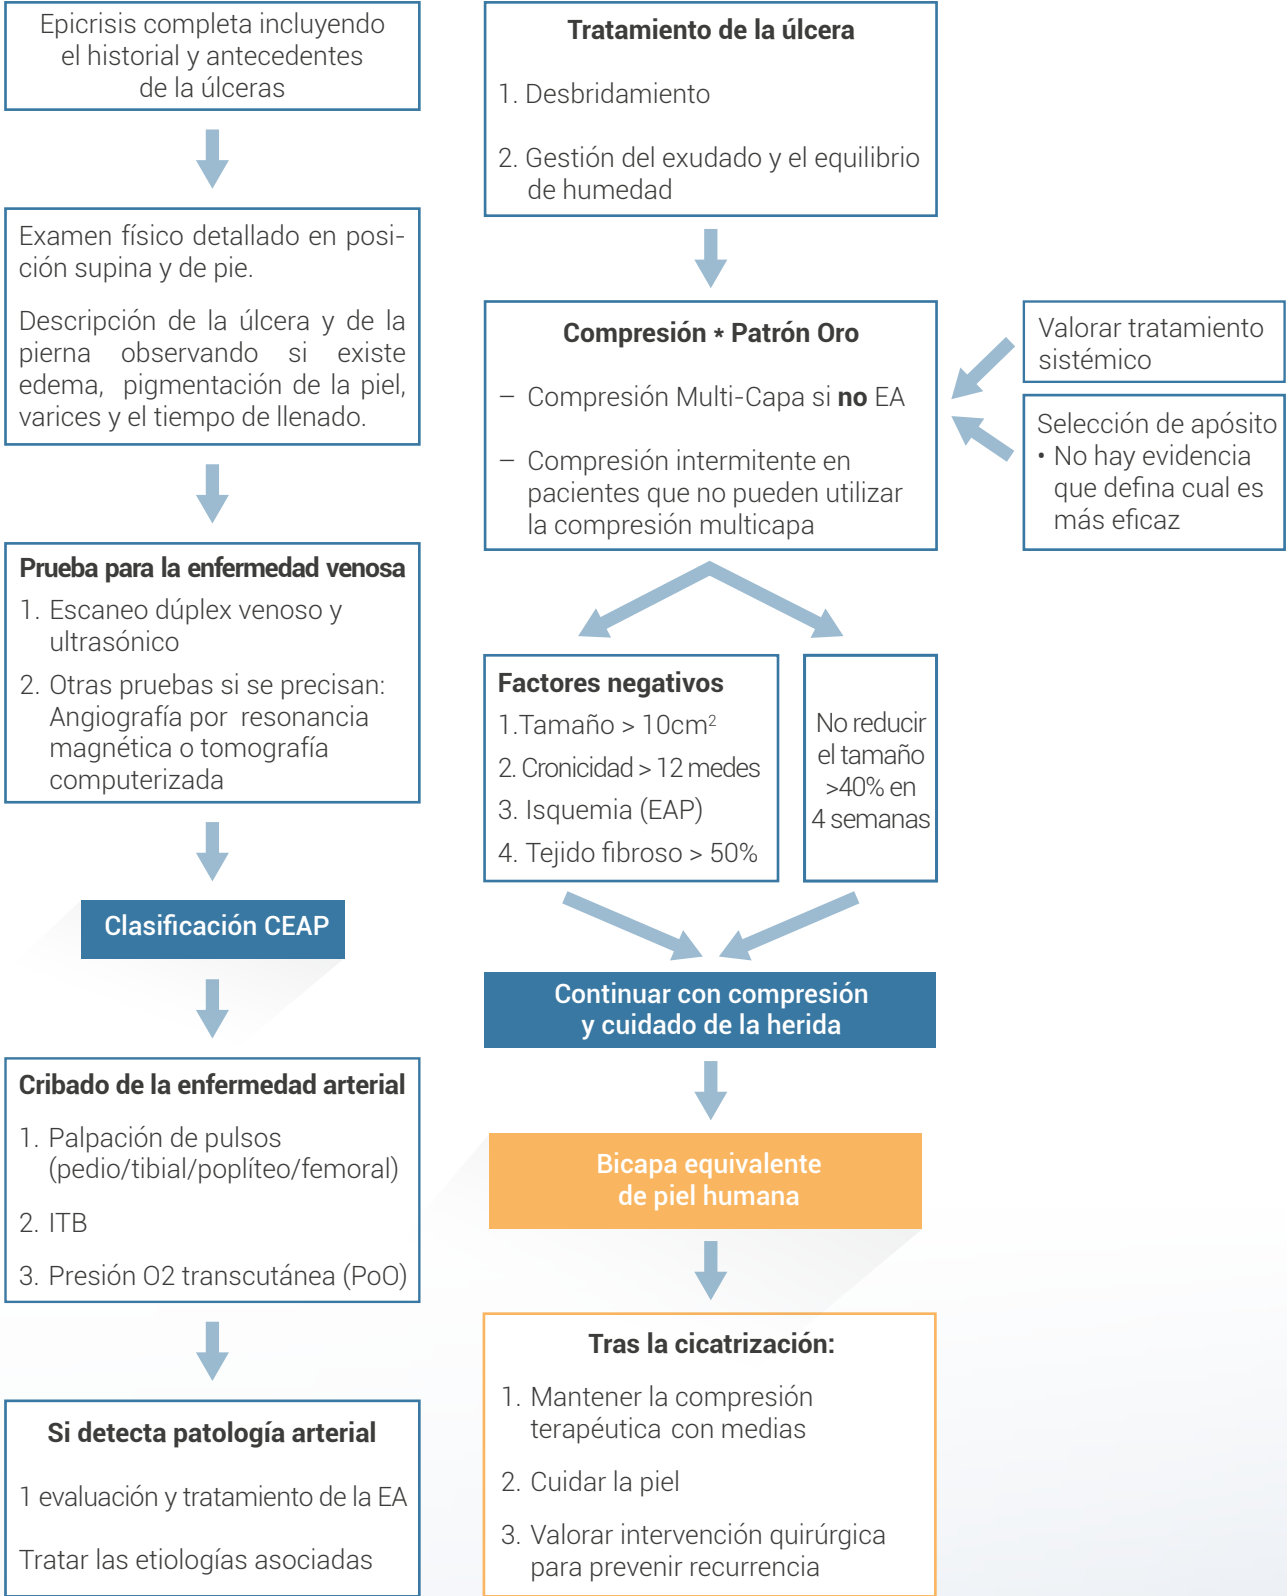 Epicrisis completa incluyendo
el historial y antecedentes
de la úlceras
Examen físico detallado en posi-
ción supina y de pie.
Descripción de la úlcera y de la
pierna observando si existe
edema, pigmentación de la piel,
varices y el tiempo de llenado.
Prueba para la enfermedad venosa
1. Escaneo dúplex venoso y
ultrasónico
2. Otras pruebas si se precisan:
Angiografía por resonancia
magnética o tomografía
computerizada
Clasificación CEAP
Cribado de la enfermedad arterial
1. Palpación de pulsos
(pedio/tibial/poplíteo/femoral)
2. ITB
3. Presión O2 transcutánea (PoO)
Si detecta patología arterial
1 evaluación y tratamiento de la EA
Tratar las etiologías asociadas
Tratamiento de la úlcera
1. Desbridamiento
2. Gestión del exudado y el equilibrio
de humedad
Compresión * Patrón Oro
– Compresión Multi-Capa si no EA
– Compresión intermitente en
pacientes que no pueden utilizar
la compresión multicapa
Valorar tratamiento
sistémico
Selección de apósito
• No hay evidencia
que defina cual es
más eficaz
Factores negativos
1.Tamaño > 10cm²
2. Cronicidad > 12 medes
3. Isquemia (EAP)
4. Tejido fibroso > 50%
No reducir
el tamaño
>40% en
4 semanas
Continuar con compresión
y cuidado de la herida
Bicapa equivalente
de piel humana
Tras la cicatrización:
1. Mantener la compresión
terapéutica con medias
2. Cuidar la piel
3. Valorar intervención quirúrgica
para prevenir recurrencia